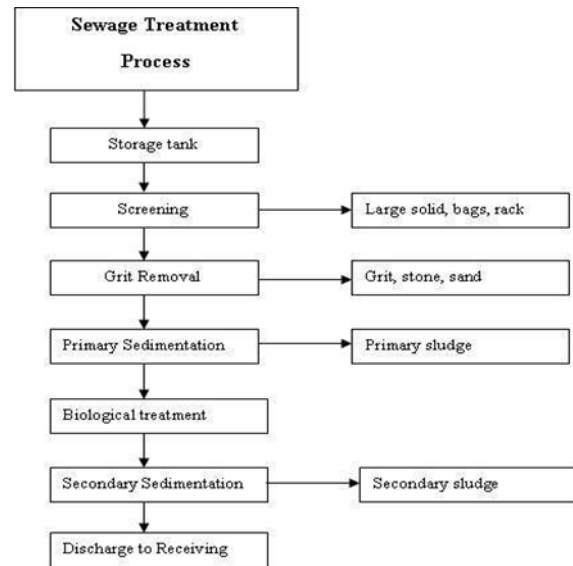 Sewage Treatment
Process
Storage tank
Screening
Large solid, bags, rack
Grit Removal
Grit, stone, sand
Primary Sedimentation
Primary sludge
Biological treatment
Secondary Sedimentation
Secondary sludge
Discharge to Receiving